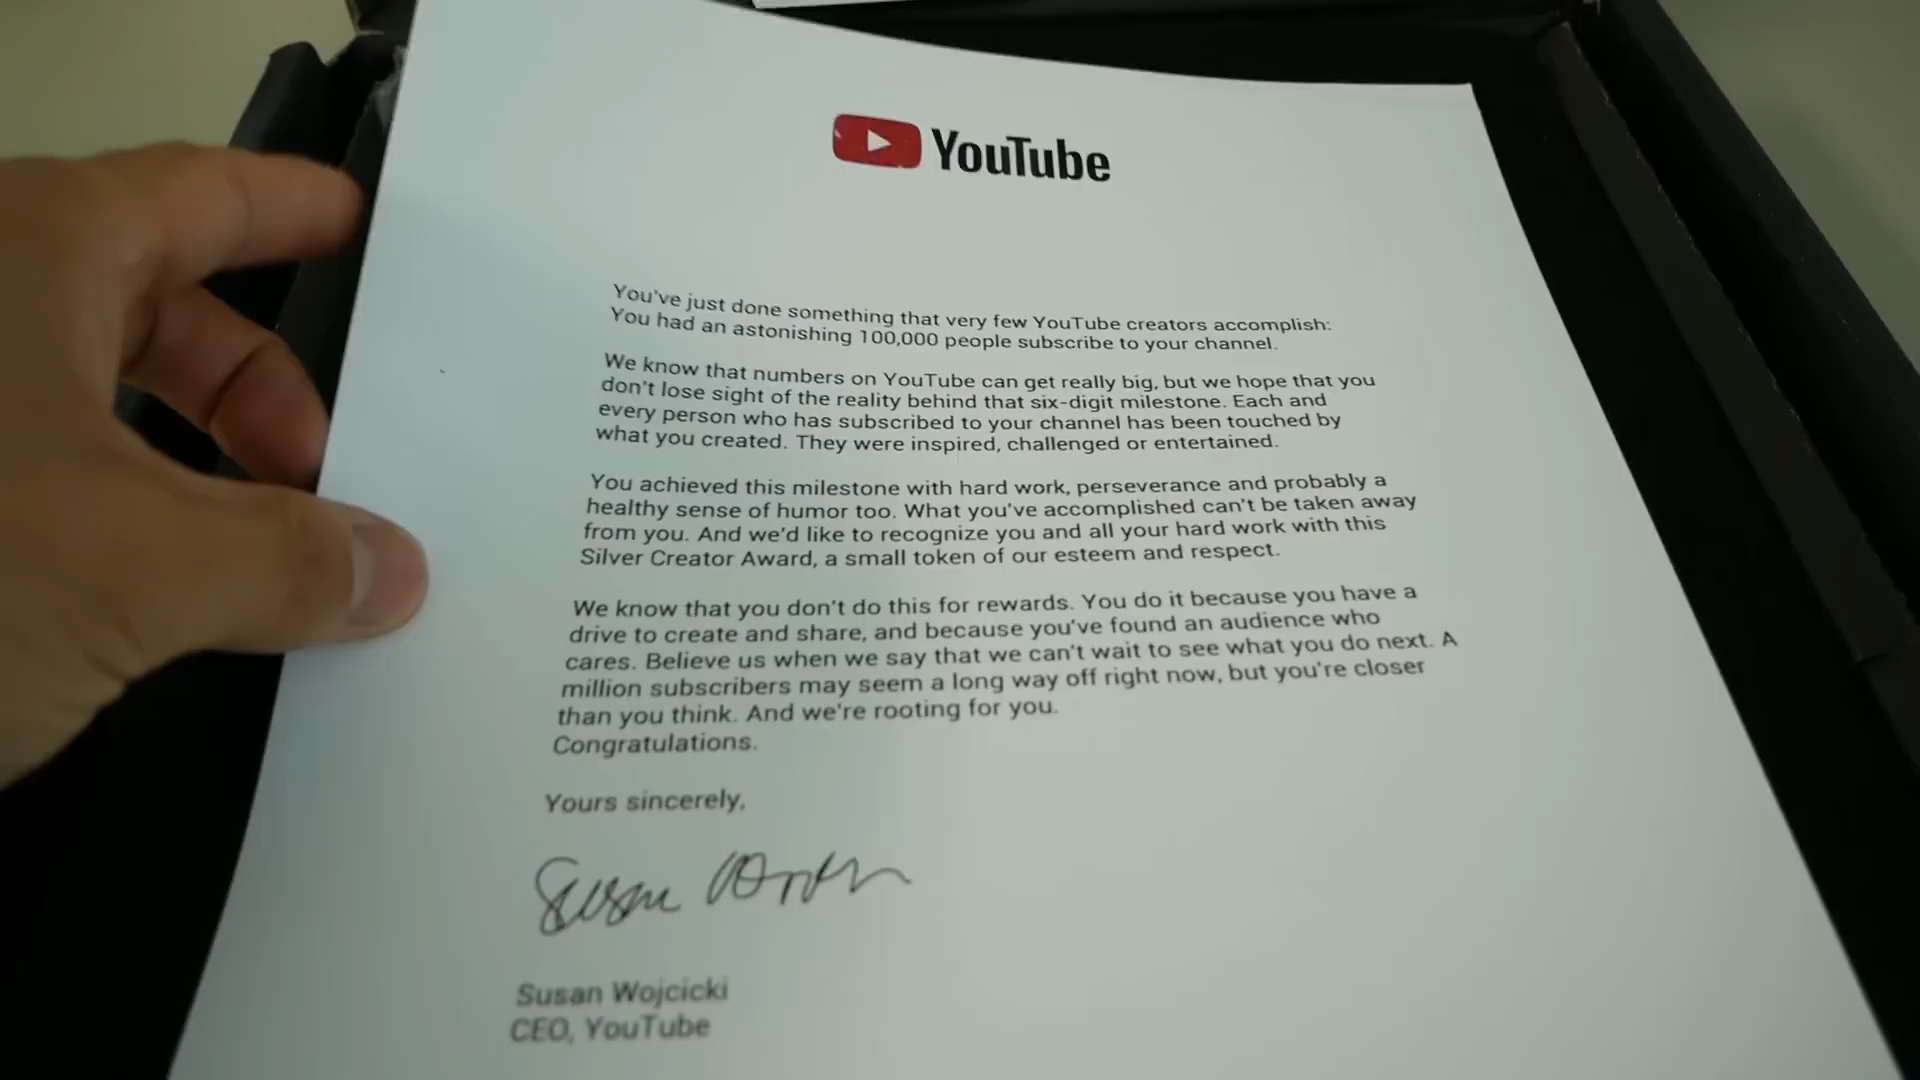 YouTube
You've just done something that very few YouTube creators accomplish:
You had an astonishing 100,000 people subscribe to your channel.
We know that numbers on YouTube can get really big, but we hope that you
don't lose sight of the reality behind that six-digit milestone. Each and
every person who has subscribed to your channel has been touched by
what you created. They were inspired, challenged or entertained.
You achieved this milestone with hard work, perseverance and probably a
healthy sense of humor too. What you've accomplished can't be taken away
from you. And we'd like to recognize you and all your hard work with this
Silver Creator Award, a small token of our esteem and respect.
We know that you don't do this for rewards. You do it because you have a
drive to create and share, and because you've found an audience who
cares. Believe us when we say that we can't wait to see what you do next. A
million subscribers may seem a long way off right now, but you're closer
than you think. And we're rooting for you.
Congratulations.
Yours sincerely,
Susan Wojcicki
CEO, YouTube